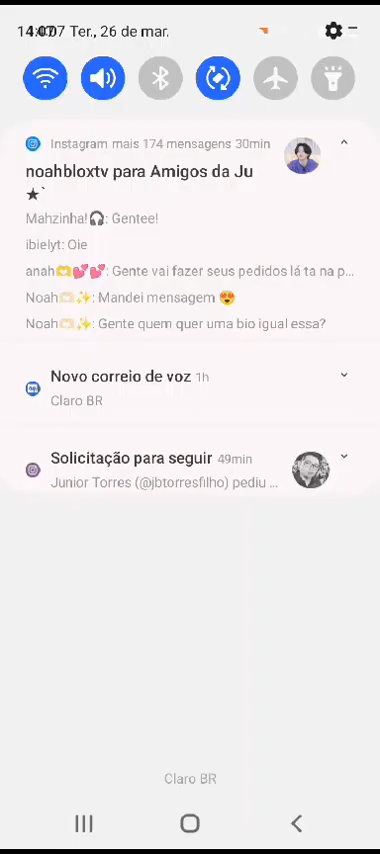 14:07 Ter., 26 de mar.
Instagram mais 174 mensagens 30min
noahbloxtv para Amigos da Ju
★`
Mahzinha!🎧: Gentee!
ibielyt: Oie
anah🫶💕💕: Gente vai fazer seus pedidos lá ta na p...
Noah🫶🏻✨: Mandei mensagem 😍
Noah🫶🏻✨: Gente quem quer uma bio igual essa?
Novo correio de voz 1h
Claro BR
Solicitação para seguir 49min
Junior Torres (@jbtorresfilho) pediu ...
Claro BR